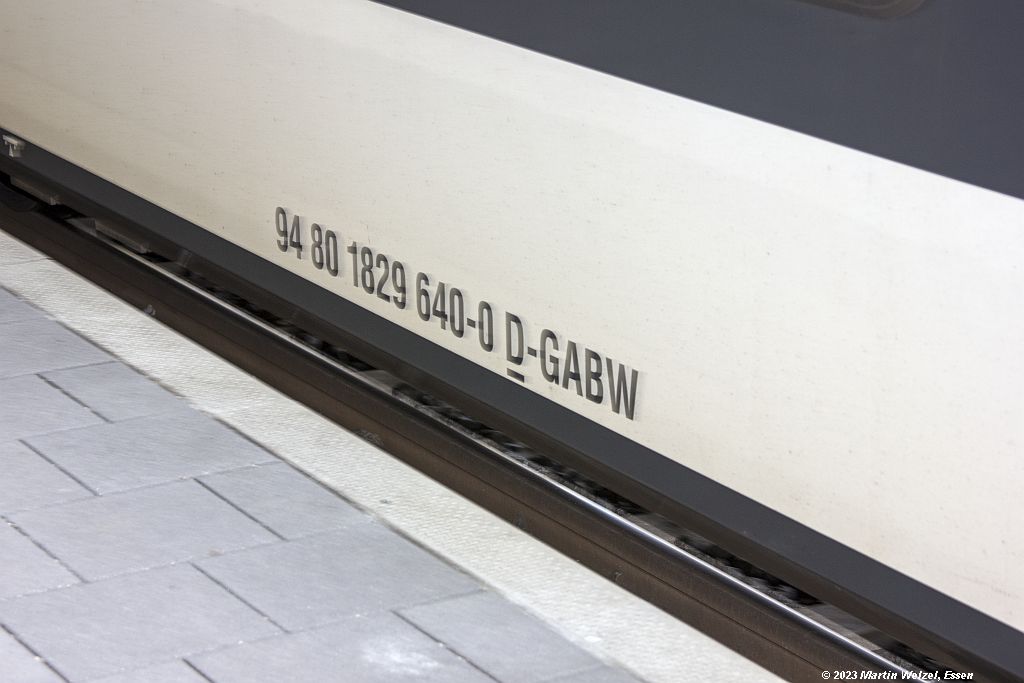 94 80 1829 640-0 D-GABW
© 2023 Martin Welzel, Essen